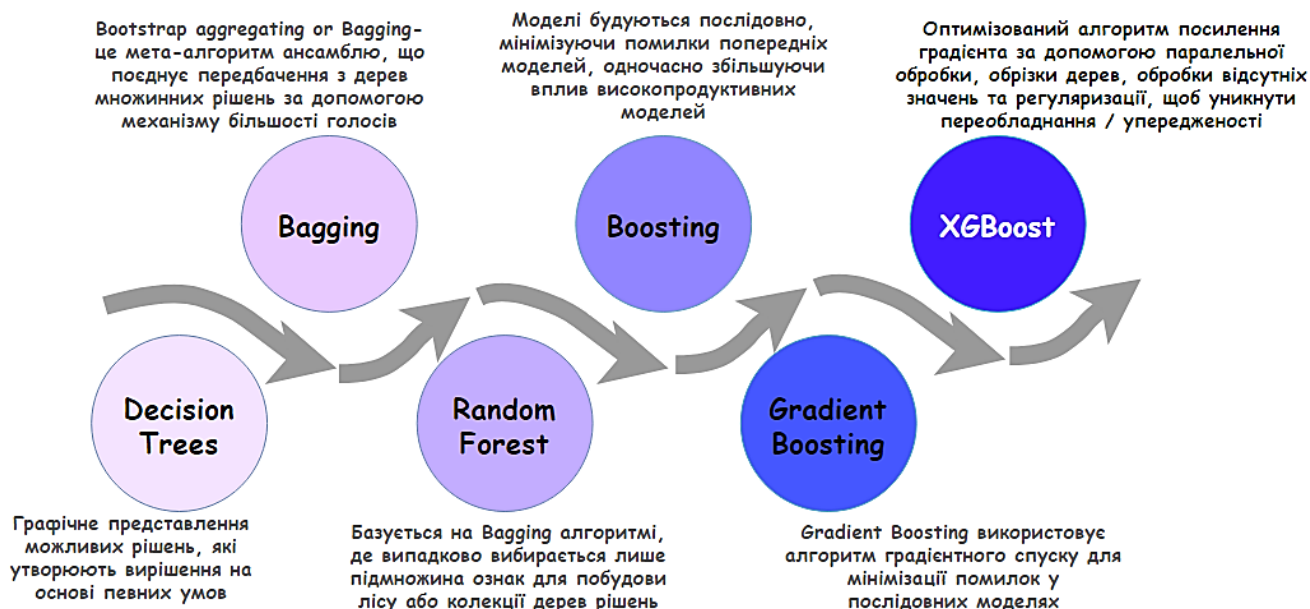 Bootstrap aggregating or Bagging-
це мета-алгоритм ансамблю, що
поєднує передбачення з дерев
множинних рішень за допомогою
механізму більшості голосів
Моделі будуються послідовно,
мінімізуючи помилки попередніх
моделей, одночасно збільшуючи
вплив високопродуктивних
моделей
Оптимізований алгоритм посилення
градієнта за допомогою паралельної
обробки, обрізки дерев, обробки відсутніх
значень та регуляризації, щоб уникнути
переобладнання / упередженості
Bagging
Boosting
XGBoost
Decision
Trees
Random
Forest
Gradient
Boosting
Графічне представлення
можливих рішень, які
утворюють вирішення на
основі певних умов
Базується на Bagging алгоритмі,
де випадково вибирається лише
підмножина ознак для побудови
лісу або колекції дерев рішень
Gradient Boosting використовує
алгоритм градієнтного спуску для
мінімізації помилок у
послідовних моделях